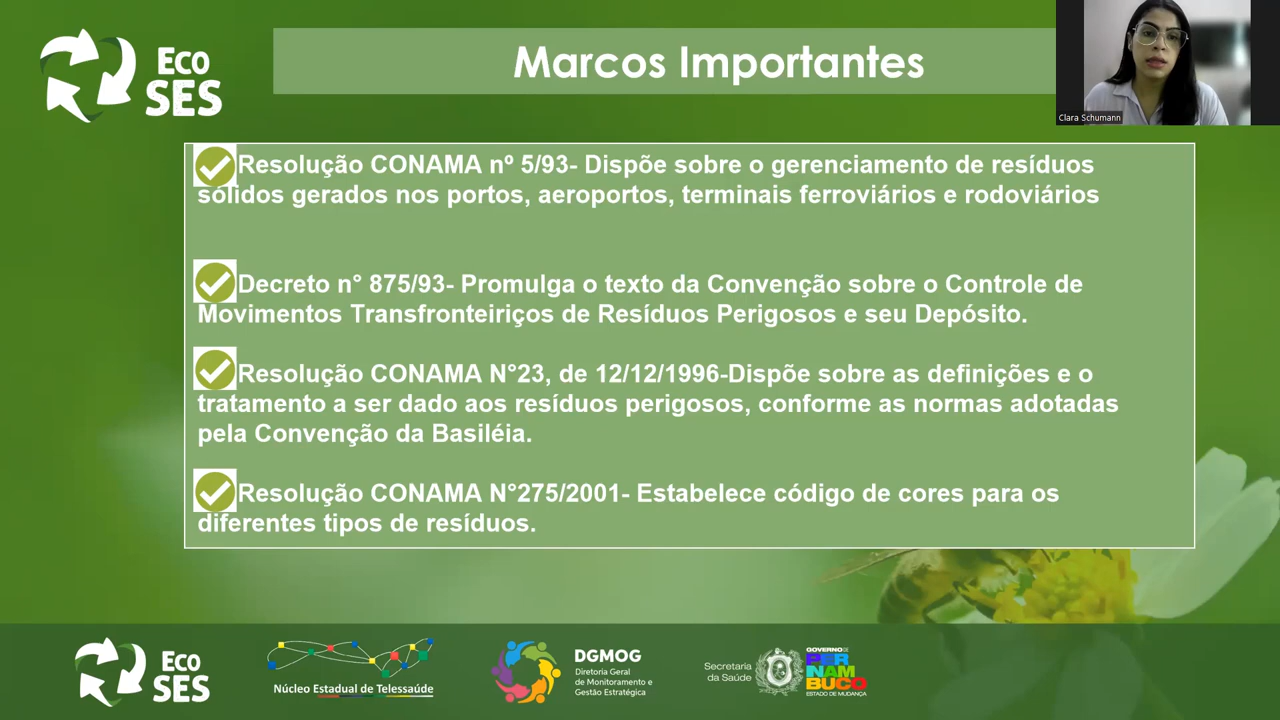 Eco
SES
Marcos Importantes
Clara Schumann
Resolução CONAMA nº 5/93- Dispõe sobre o gerenciamento de resíduos
sólidos gerados nos portos, aeroportos, terminais ferroviários e rodoviários
Decreto n° 875/93- Promulga o texto da Convenção sobre o Controle de
Movimentos Transfronteiriços de Resíduos Perigosos e seu Depósito.
Resolução CONAMA N°23, de 12/12/1996-Dispõe sobre as definições e o
tratamento a ser dado aos resíduos perigosos, conforme as normas adotadas
pela Convenção da Basiléia.
Resolução CONAMA N°275/2001- Estabelece código de cores para os
diferentes tipos de resíduos.
Eco
SES
Núcleo Estadual de Telessaúde
DGMOG
Diretoria Geral
de Monitoramento e
Gestão Estratégica
Secretaria
da Saúde
GOVERNO DE
PER
NAM
BUCO
ESTADO DE MUDANÇA